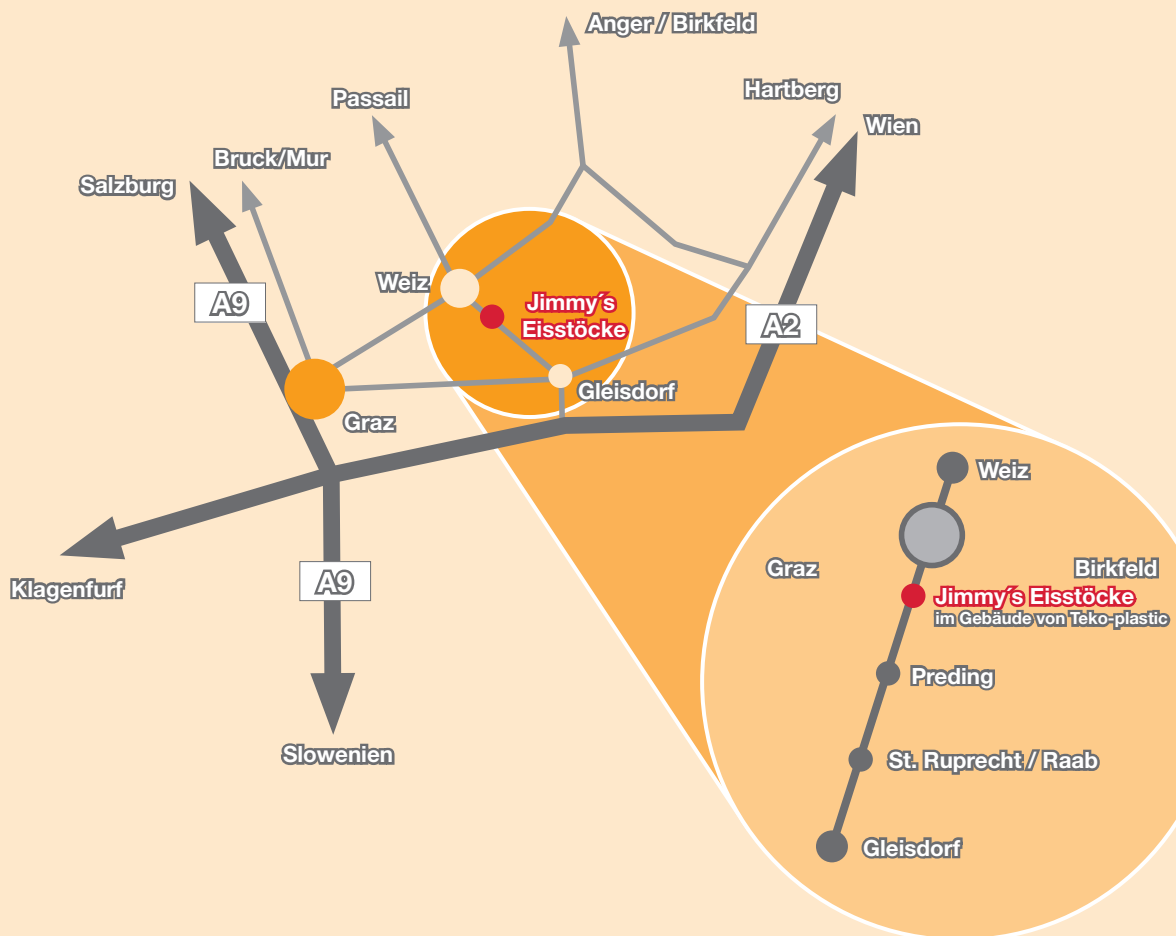 Anger / Birkfeld
Hartberg
Passail
Wien
Bruck/Mur
Salzburg
Weiz
A9
Jimmy´s
Eisstöcke
A2
Gleisdorf
Graz
Weiz
Graz
Birkfeld
A9
Klagenfurf
Jimmy´s Eisstöcke
im Gebäude von Teko-plastic
Preding
Slowenien
St. Ruprecht / Raab
Gleisdorf